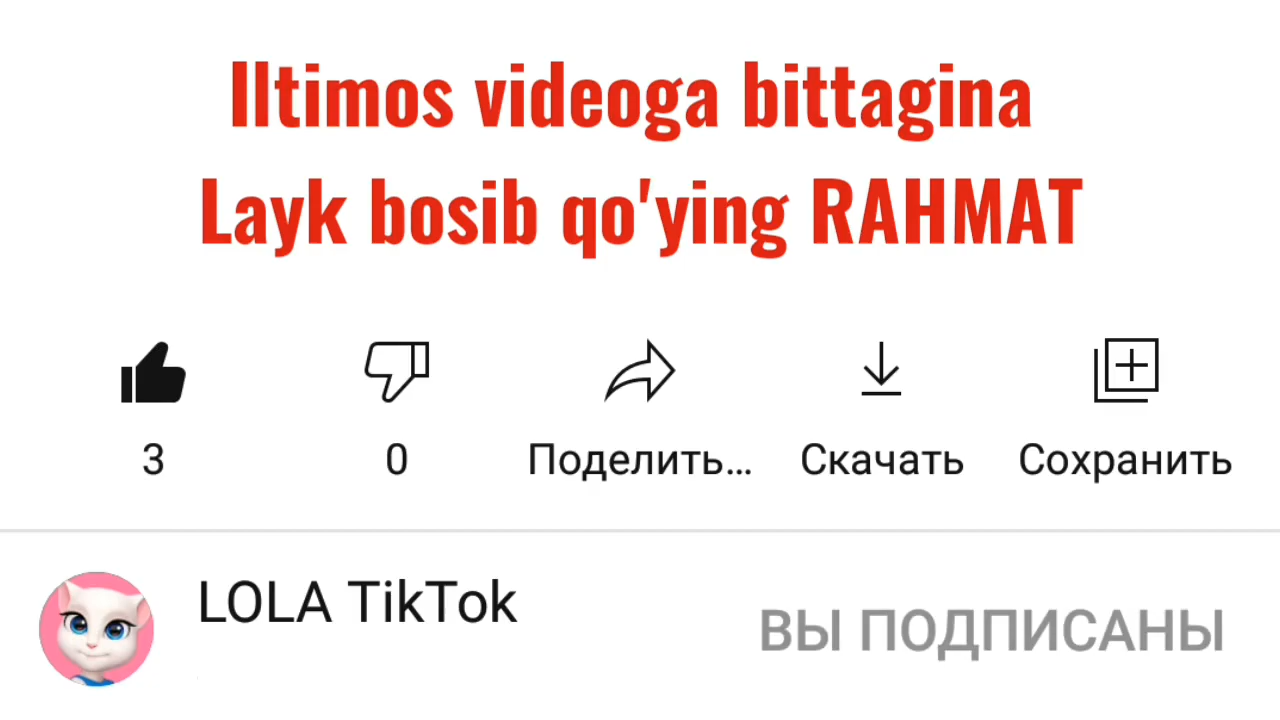 Iltimos videoga bittagina
Layk bosib qo'ying RAHMAT
3 0 Поделить... Скачать Сохранить
LOLA TikTok
ВЫ ПОДПИСАНЫ